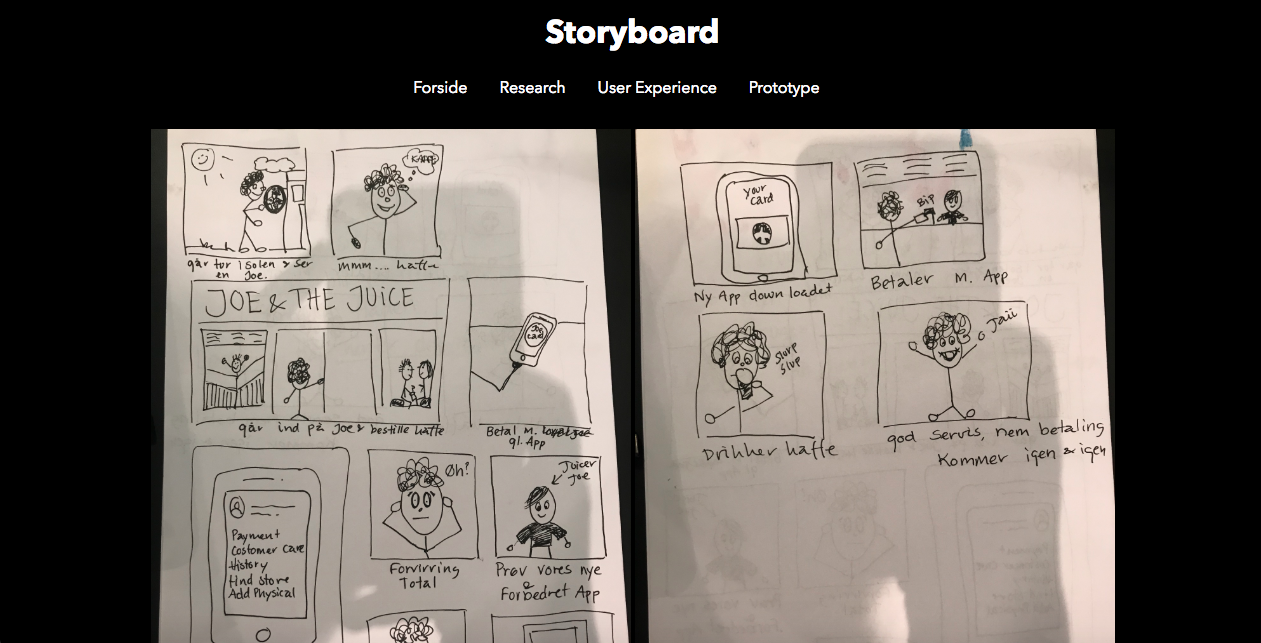 Storyboard
Forside Research User Experience Prototype
KAFFE
går tur i Solen & Ser
en Joe.
mmm.... kaffe
JOE & THE JUICE
går ind på Joe & bestille kaffe
Joe
card
Betal M.
gl. App
Payment
Costomer Care
History
Find Store
Add Physical
Øh!
Forvirring
Total
Juicer
Joe
Prøv vores nye
&
Forbedret App
your
card
Ny App down loadet
Bip
Betaler M. App
Slurp
slup
Drikker kaffe
Jaii
god Servis, nem betaling
Kommer igen & igen